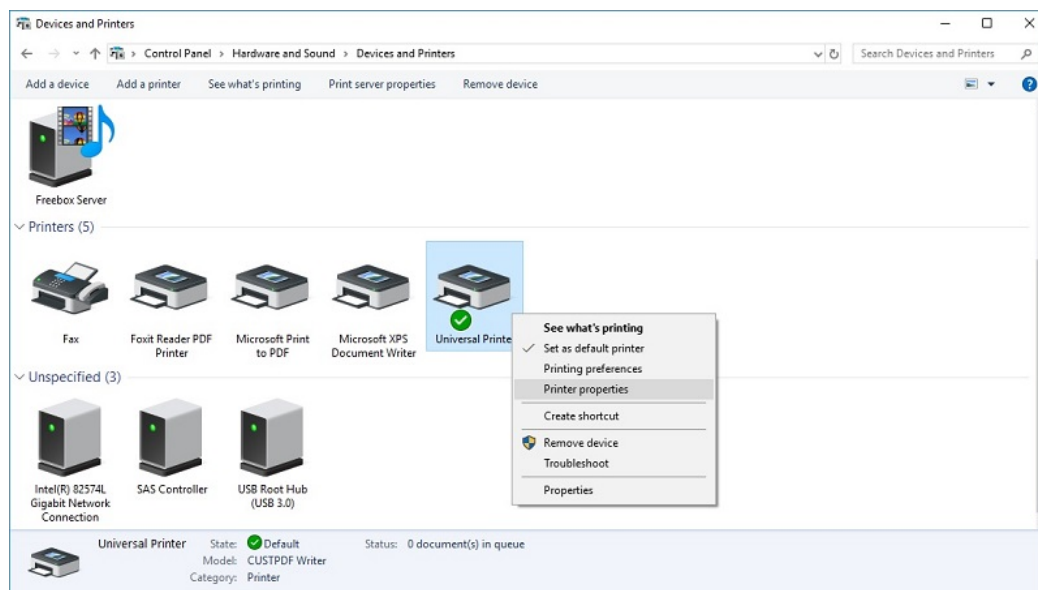 Devices and Printers
Control Panel > Hardware and Sound > Devices and Printers
Search Devices and Printers
Add a device
Add a printer
See what's printing
Print server properties
Remove device
Freebox Server
Printers (5)
Fax
Foxit Reader PDF
Printer
Microsoft Print
to PDF
Microsoft XPS
Document Writer
Universal Printe
See what's printing
Set as default printer
Printing preferences
Printer properties
Create shortcut
Remove device
Troubleshoot
Properties
Unspecified (3)
Intel(R) 82574L
Gigabit Network
Connection
SAS Controller
USB Root Hub
(USB 3.0)
Universal Printer
State: Default
Status: 0 document(s) in queue
Model: CUSTPDF Writer
Category: Printer